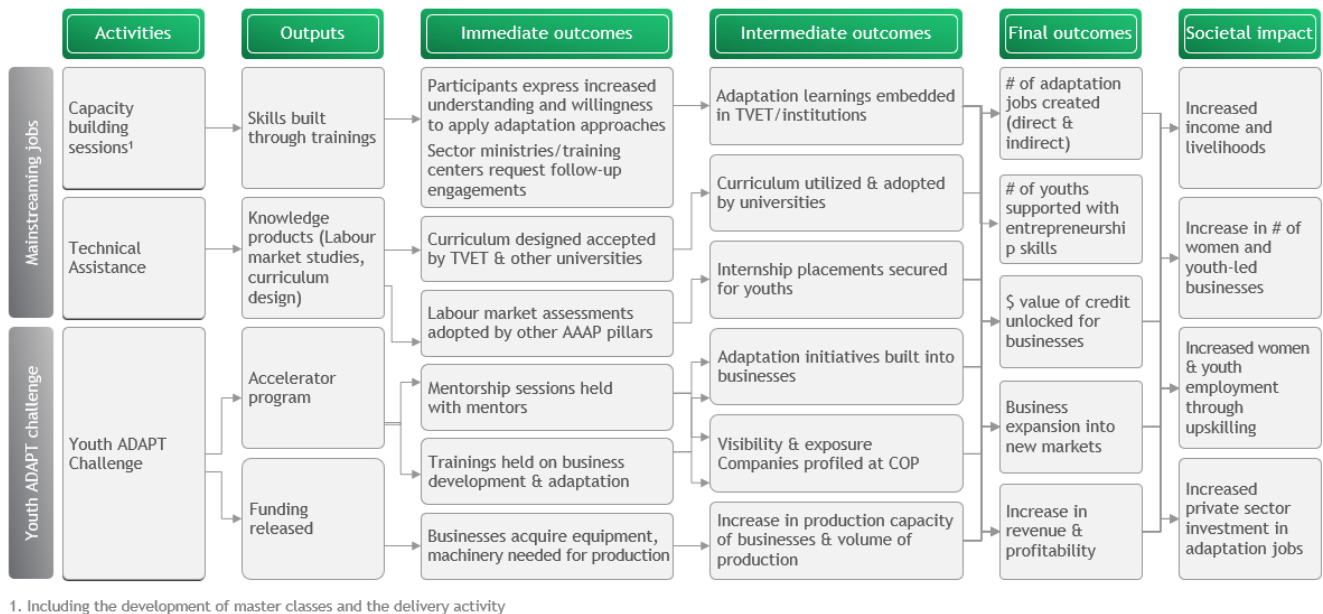 Activities
Outputs
Immediate outcomes
Intermediate outcomes
Final outcomes
Societal impact
Mainstreaming jobs
Capacity
building
sessions¹
Skills built
through trainings
Participants express increased
understanding and willingness
to apply adaptation approaches
Sector ministries/training
centers request follow-up
engagements
Adaptation learnings embedded
in TVET/institutions
# of adaptation
jobs created
(direct &
indirect)
Increased
income and
livelihoods
Technical
Assistance
Knowledge
products (Labour
market studies,
curriculum
design)
Curriculum designed accepted
by TVET & other universities
Labour market assessments
adopted by other AAAP pillars
Curriculum utilized & adopted
by universities
Internship placements secured
for youths
# of youths
supported with
entrepreneurshi
p skills
$ value of credit
unlocked for
businesses
Increase in # of
women and
youth-led
businesses
Youth ADAPT challenge
Youth ADAPT
Challenge
Accelerator
program
Funding
released
Mentorship sessions held
with mentors
Trainings held on business
development & adaptation
Businesses acquire equipment,
machinery needed for production
Adaptation initiatives built into
businesses
Visibility & exposure
Companies profiled at COP
Increase in production capacity
of businesses & volume of
production
Business
expansion into
new markets
Increase in
revenue &
profitability
Increased women
& youth
employment
through
upskilling
Increased
private sector
investment in
adaptation jobs
1. Including the development of master classes and the delivery activity